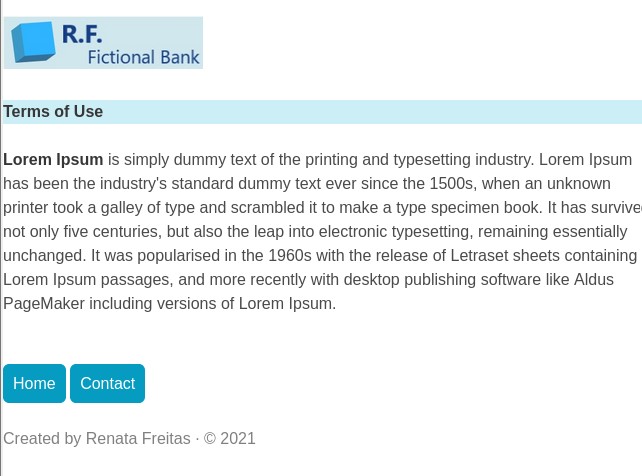 R.F.
Fictional Bank
Terms of Use
Lorem Ipsum is simply dummy text of the printing and typesetting industry. Lorem Ipsum
has been the industry's standard dummy text ever since the 1500s, when an unknown
printer took a galley of type and scrambled it to make a type specimen book. It has survive
not only five centuries, but also the leap into electronic typesetting, remaining essentially
unchanged. It was popularised in the 1960s with the release of Letraset sheets containing
Lorem Ipsum passages, and more recently with desktop publishing software like Aldus
PageMaker including versions of Lorem Ipsum.
Home Contact
Created by Renata Freitas · © 2021